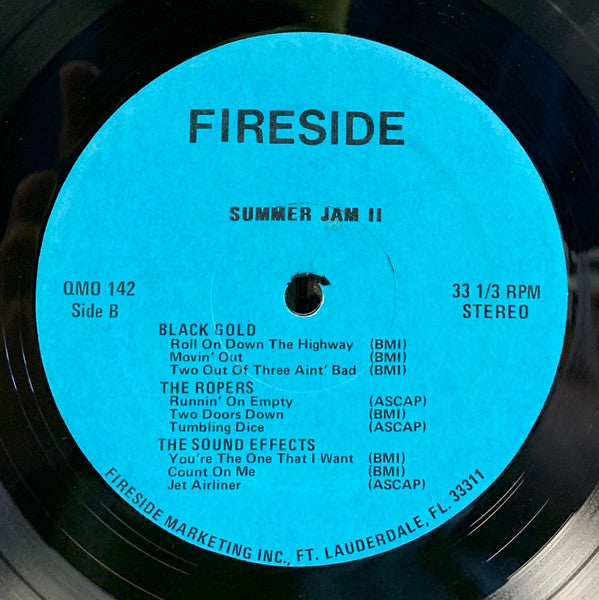 FIRESIDE
SUMMER JAM II
QMO 142
Side B
33 1/3 RPM
STEREO
BLACK GOLD
Roll On Down The Highway (BMI)
Movin' Out (BMI)
Two Out Of Three Aint' Bad (BMI)
THE ROPERS
Runnin' On Empty (ASCAP)
Two Doors Down (BMI)
Tumbling Dice (ASCAP)
THE SOUND EFFECTS
You're The One That I Want (BMI)
Count On Me (BMI)
Jet Airliner (ASCAP)
FIRESIDE MARKETING INC., FT. LAUDERDALE, FL. 33311